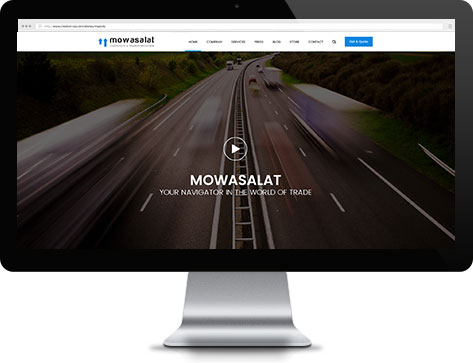 mowasalat
HOME COMPANY SERVICES PRESS BLOG STORE CONTACT Get A Quote
MOWASALAT
YOUR NAVIGATOR IN THE WORLD OF TRADE